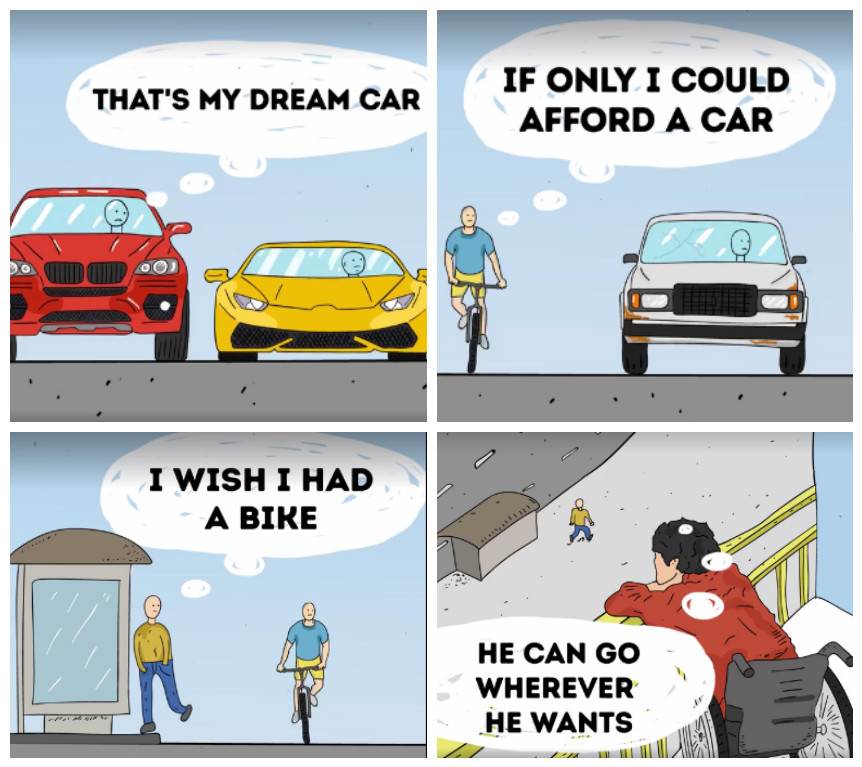 THAT'S MY DREAM CAR
IF ONLY I COULD
AFFORD A CAR
I WISH I HAD
A BIKE
HE CAN GO
WHEREVER
HE WANTS